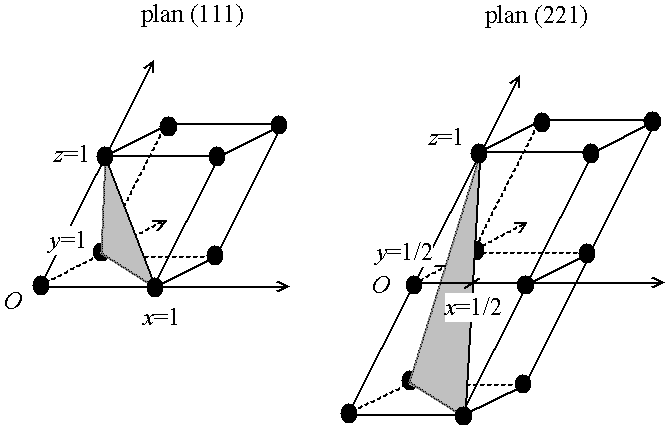 plan (111)
z=1
y=1
O
x=1
plan (221)
z=1
y=1/2
O
x=1/2